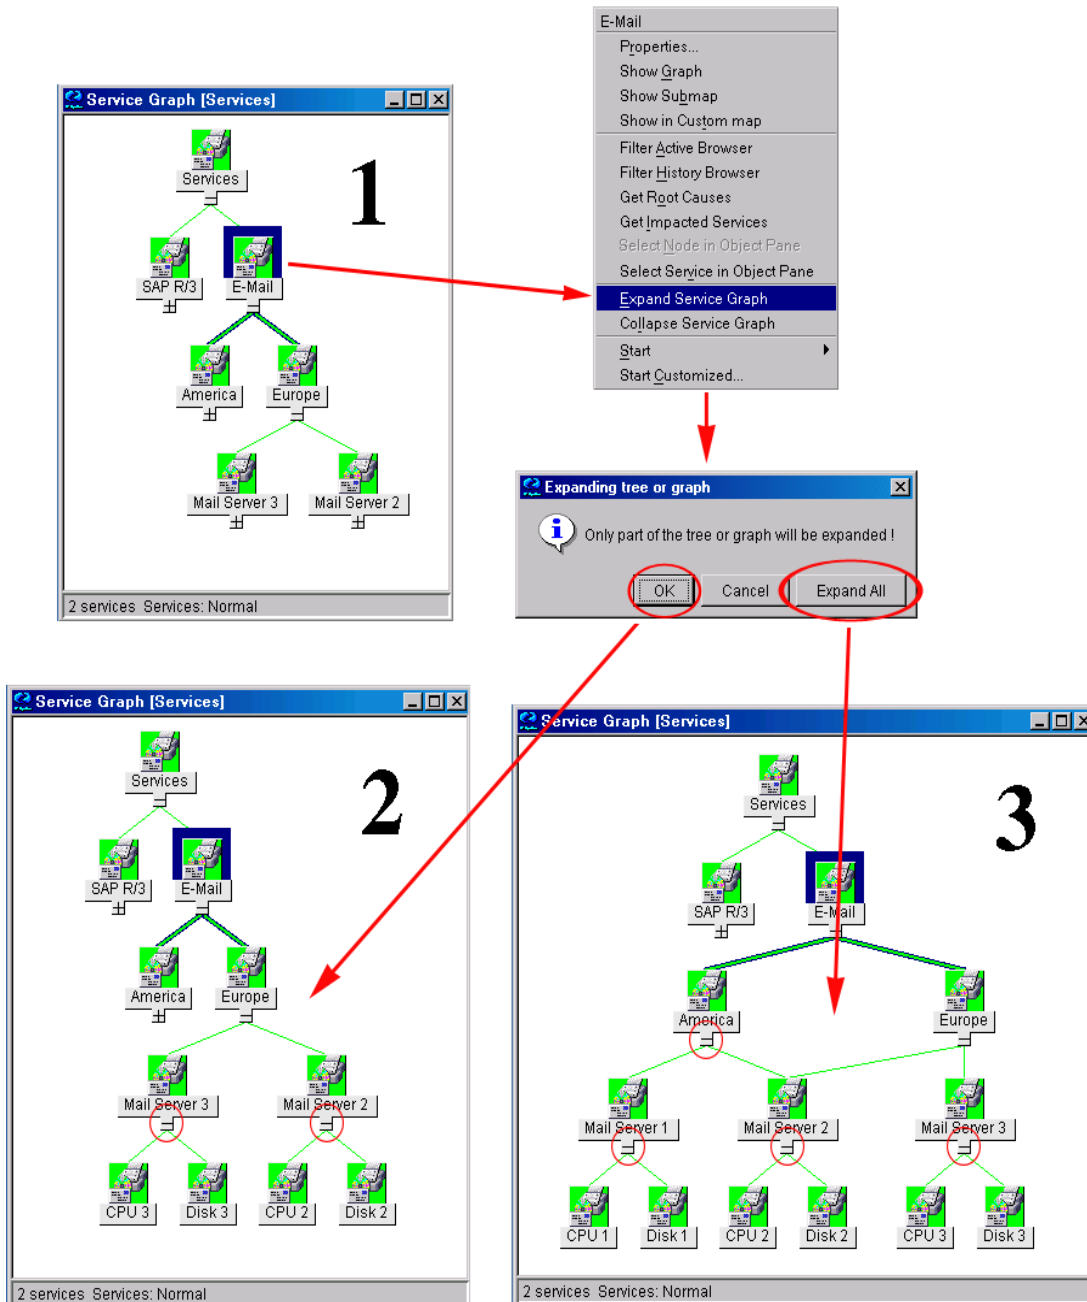 E-Mail
Properties...
Show Graph
Show Submap
Show in Custom map
Filter Active Browser
Filter History Browser
Get Root Causes
Get Impacted Services
Select Node in Object Pane
Select Service in Object Pane
Expand Service Graph
Collapse Service Graph
Start
Start Customized...
Service Graph [Services]
1
Services
SAP R/3 E-Mail
America Europe
Mail Server 3 Mail Server 2
2 services Services: Normal
Expanding tree or graph
Only part of the tree or graph will be expanded !
OK Cancel Expand All
Service Graph [Services]
2
Services
SAP R/3 E-Mail
America Europe
Mail Server 3 Mail Server 2
CPU 3 Disk 3 CPU 2 Disk 2
2 services Services: Normal
Service Graph [Services]
3
Services
SAP R/3 E-Mail
America Europe
Mail Server 1 Mail Server 2 Mail Server 3
CPU 1 Disk 1 CPU 2 Disk 2 CPU 3 Disk 3
2 services Services: Normal